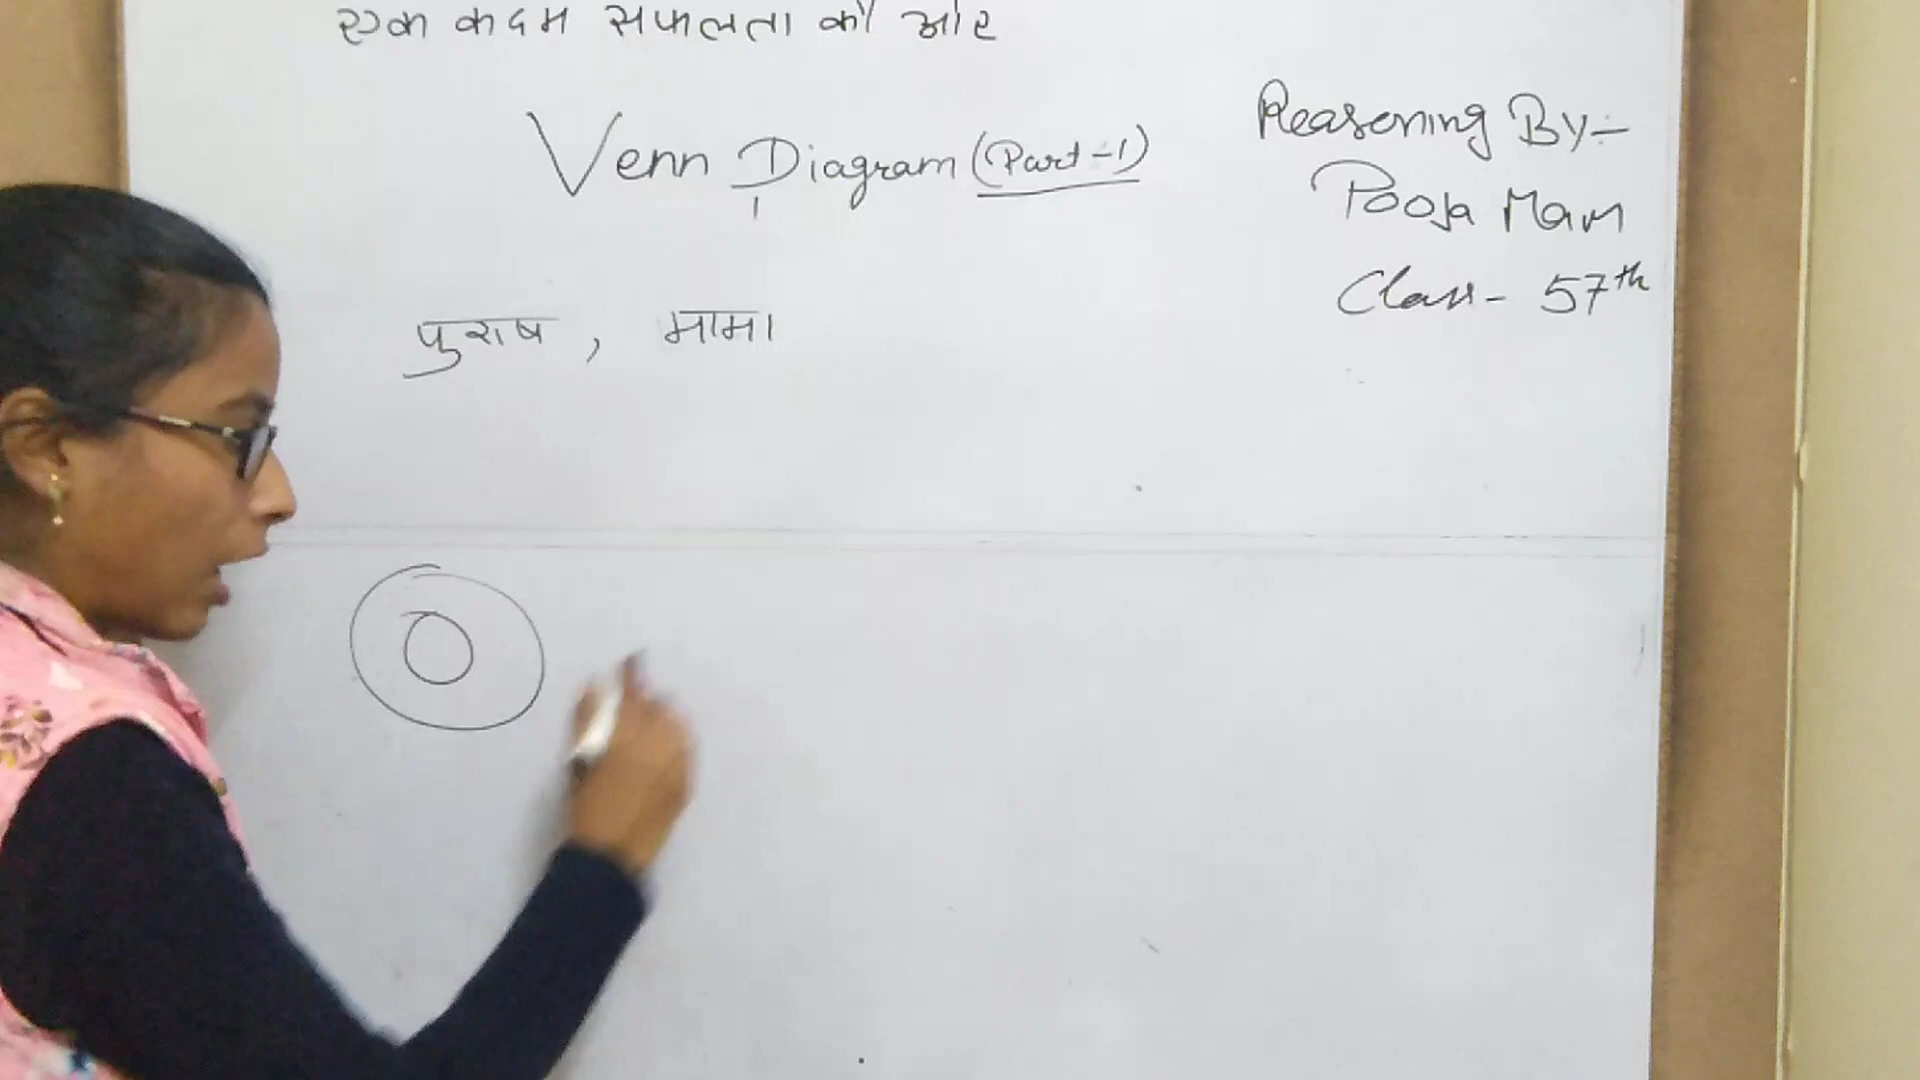 एक कदम सफलता की ओर
Venn Diagram (Part-1)
Reasoning By:-
Pooja Mam
Class- 57th
पुरुष , मामा